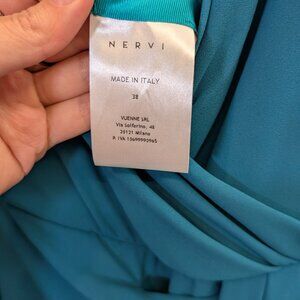 NERVI
MADE IN ITALY
38
VUENNE SRL
Via Solferino, 48
20121 Milano
P. IVA 10699990965